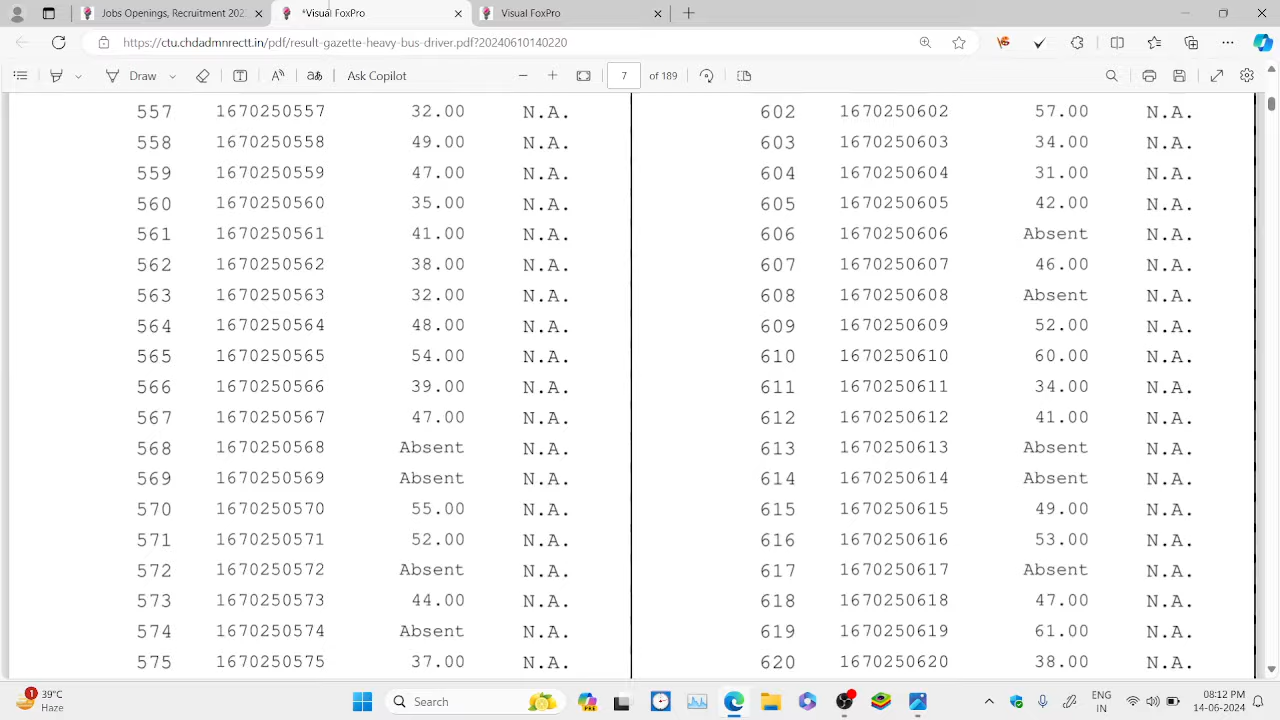 Jobs Openings, Recruitment 202
*Visual FoxPro
Visual FoxPro
https://ctu.chdadmnrectt.in/pdf/result-gazette-heavy-bus-driver.pdf?20240610140220
Draw
Ask Copilot
7 of 189
557 1670250557 32.00 N.A. 602 1670250602 57.00 N.A.
558 1670250558 49.00 N.A. 603 1670250603 34.00 N.A.
559 1670250559 47.00 N.A. 604 1670250604 31.00 N.A.
560 1670250560 35.00 N.A. 605 1670250605 42.00 N.A.
561 1670250561 41.00 N.A. 606 1670250606 Absent N.A.
562 1670250562 38.00 N.A. 607 1670250607 46.00 N.A.
563 1670250563 32.00 N.A. 608 1670250608 Absent N.A.
564 1670250564 48.00 N.A. 609 1670250609 52.00 N.A.
565 1670250565 54.00 N.A. 610 1670250610 60.00 N.A.
566 1670250566 39.00 N.A. 611 1670250611 34.00 N.A.
567 1670250567 47.00 N.A. 612 1670250612 41.00 N.A.
568 1670250568 Absent N.A. 613 1670250613 Absent N.A.
569 1670250569 Absent N.A. 614 1670250614 Absent N.A.
570 1670250570 55.00 N.A. 615 1670250615 49.00 N.A.
571 1670250571 52.00 N.A. 616 1670250616 53.00 N.A.
572 1670250572 Absent N.A. 617 1670250617 Absent N.A.
573 1670250573 44.00 N.A. 618 1670250618 47.00 N.A.
574 1670250574 Absent N.A. 619 1670250619 61.00 N.A.
575 1670250575 37.00 N.A. 620 1670250620 38.00 N.A.
1
39°C
Haze
Search
ENG
IN
08:12 PM
14-06-2024